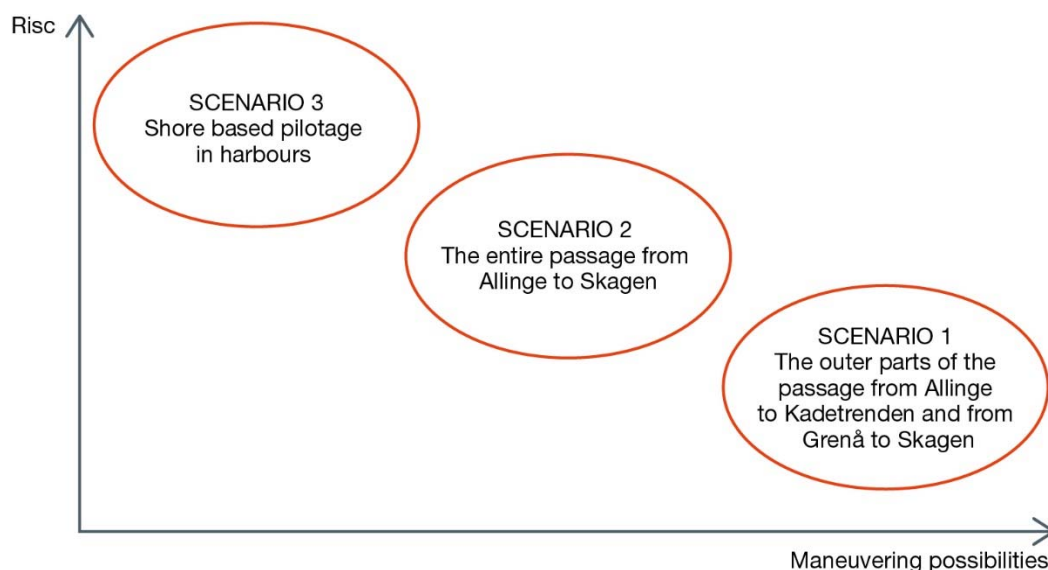 Risc
SCENARIO 3
Shore based pilotage
in harbours
SCENARIO 2
The entire passage from
Allinge to Skagen
SCENARIO 1
The outer parts of the
passage from Allinge
to Kadetrenden and from
Grenå to Skagen
Maneuvering possibilities